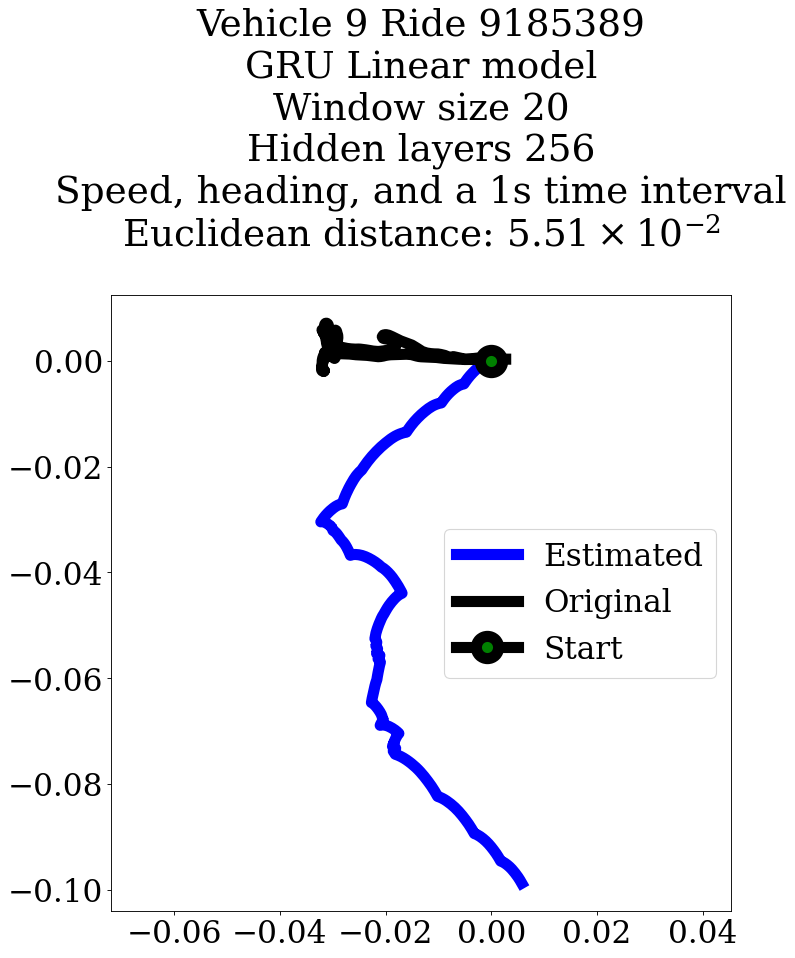 Vehicle 9 Ride 9185389
GRU Linear model
Window size 20
Hidden layers 256
Speed, heading, and a 1s time interval
Euclidean distance: 5.51 × 10⁻²
0.00
−0.02
−0.04
−0.06
−0.08
−0.10
Estimated
Original
Start
−0.06 −0.04 −0.02 0.00 0.02 0.04